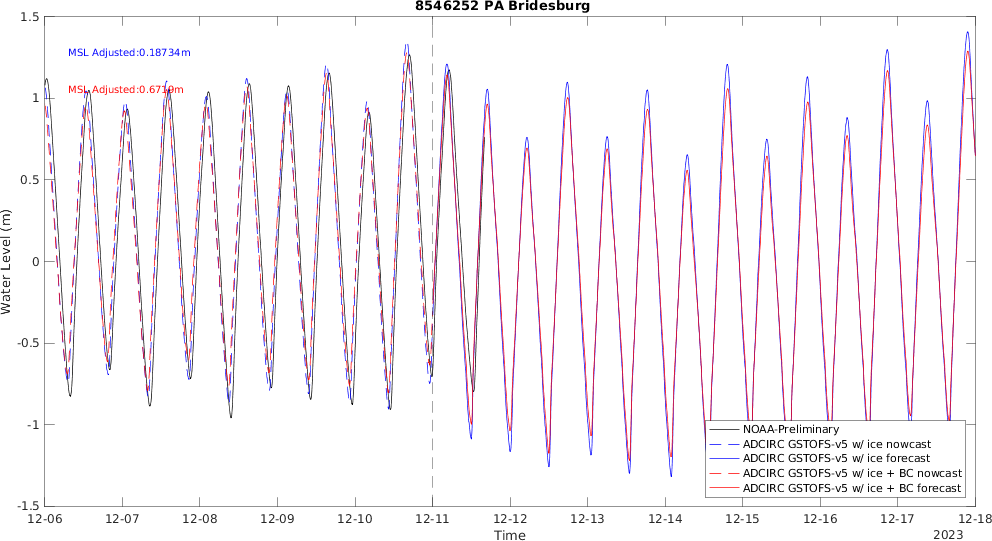 8546252 PA Bridesburg
1.5
1
0.5
0
-0.5
-1
-1.5
Water Level (m)
MSL Adjusted:0.18734m
MSL Adjusted:0.6719m
NOAA-Preliminary
ADCIRC GSTOFS-v5 w/ ice nowcast
ADCIRC GSTOFS-v5 w/ ice forecast
ADCIRC GSTOFS-v5 w/ ice + BC nowcast
ADCIRC GSTOFS-v5 w/ ice + BC forecast
12-06 12-07 12-08 12-09 12-10 12-11 12-12 12-13 12-14 12-15 12-16 12-17 12-18
Time
2023